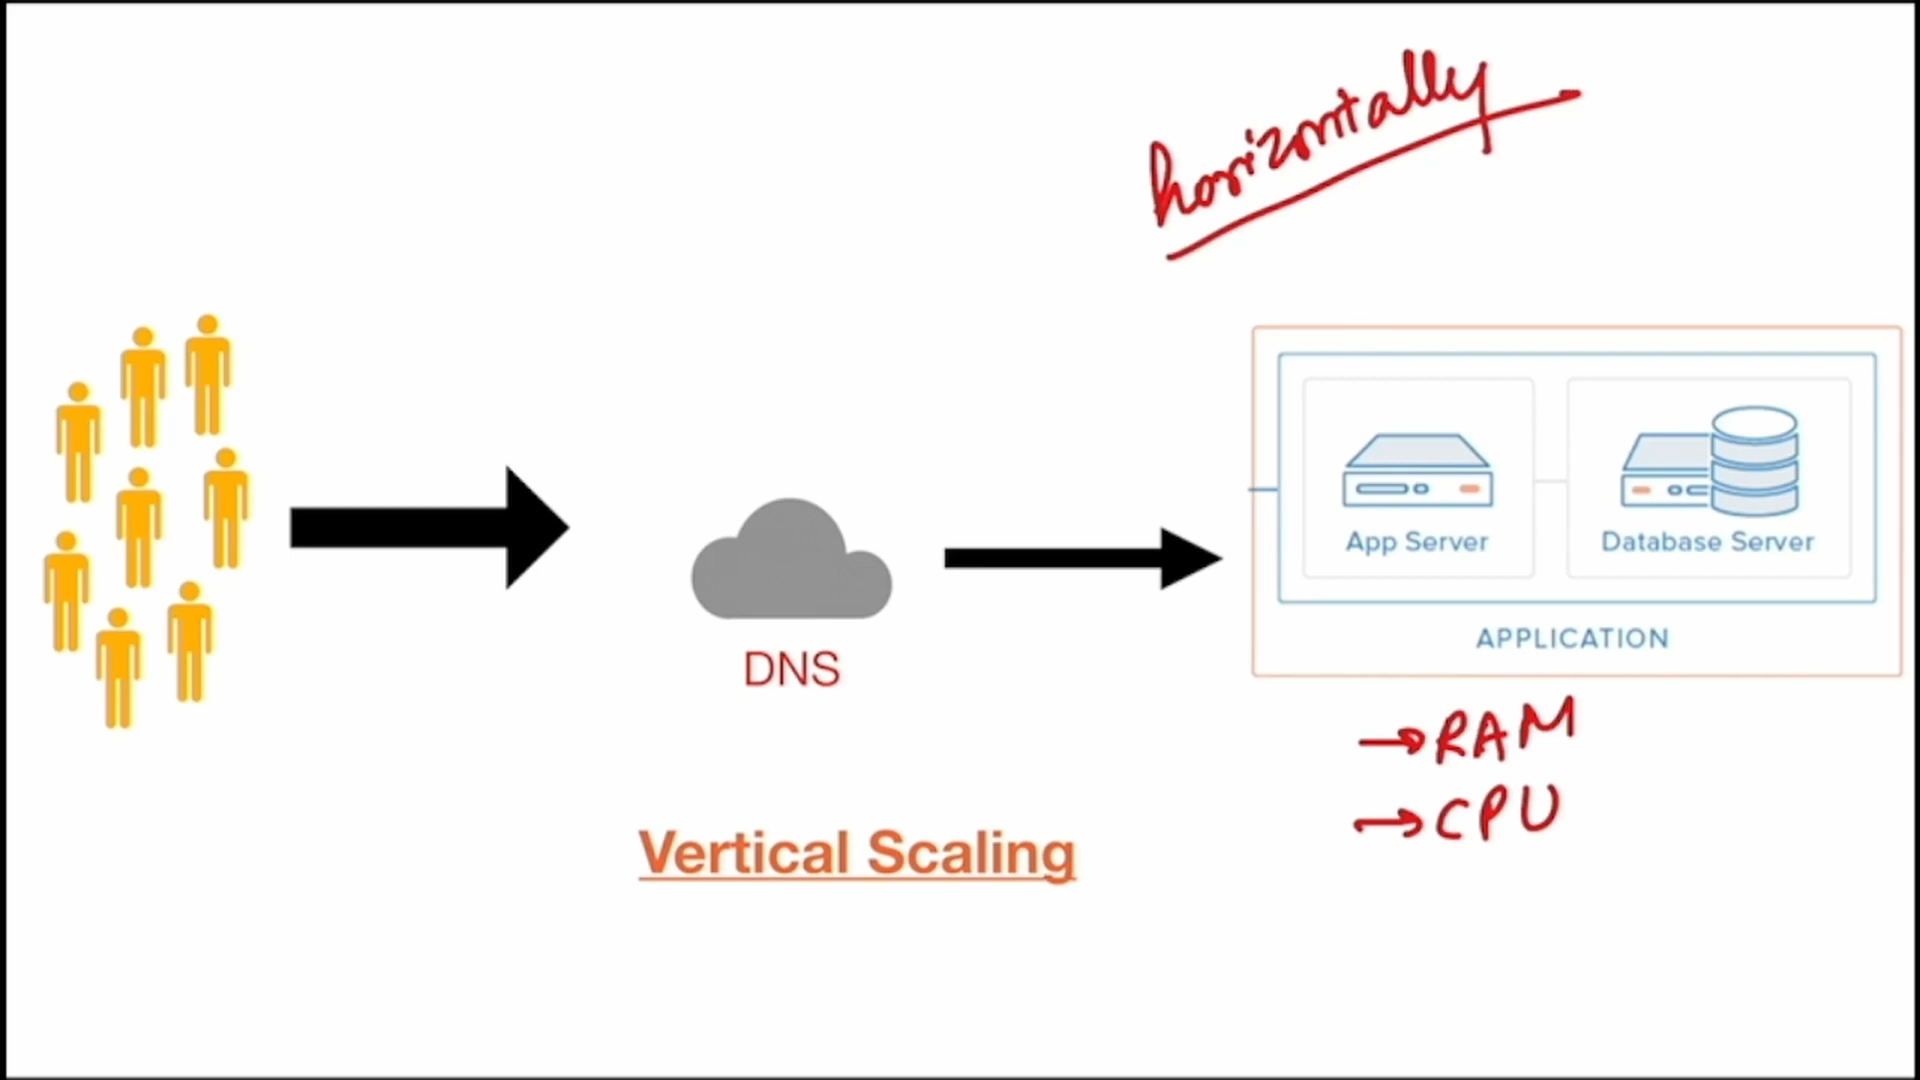 horizontally
App Server
Database Server
APPLICATION
DNS
→ RAM
→ CPU
Vertical Scaling